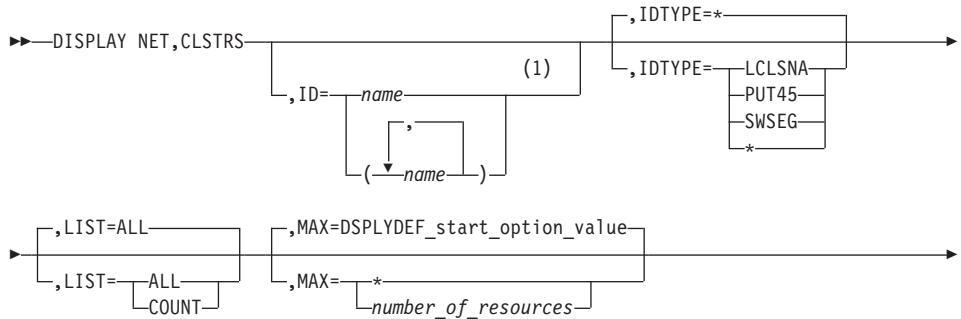 ,IDTYPE=*
DISPLAY NET,CLSTRS
(1)
,ID= name
,
( name )
,IDTYPE= LCLSNA
PUT45
SWSEG
*
,LIST=ALL
,LIST= ALL
COUNT
,MAX=DSPLYDEF_start_option_value
,MAX= *
number_of_resources